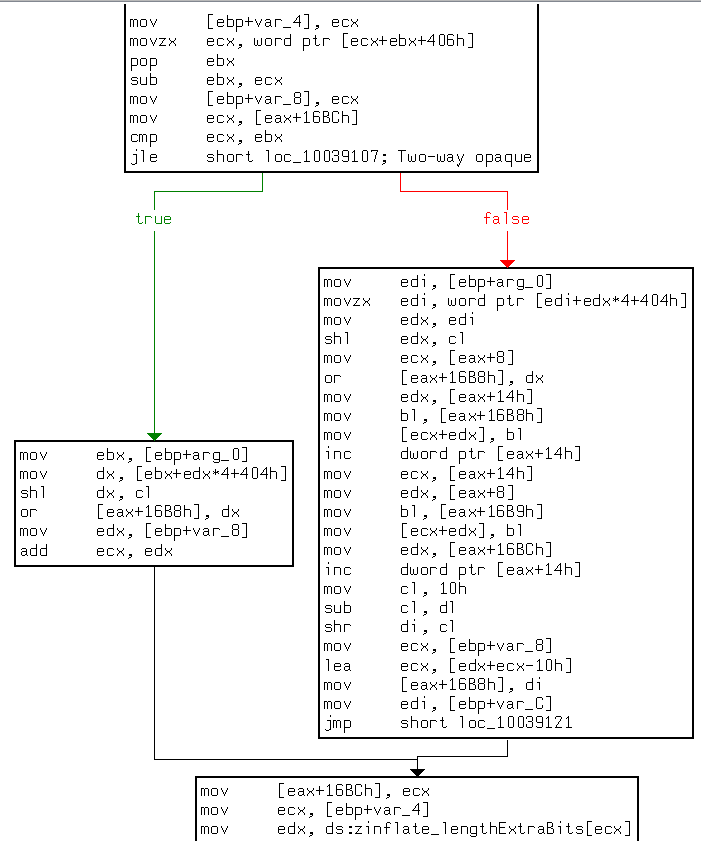 mov [ebp+var_4], ecx
movzx ecx, word ptr [ecx+ebx+406h]
pop ebx
sub ebx, ecx
mov [ebp+var_8], ecx
mov ecx, [eax+16BCh]
cmp ecx, ebx
jle short loc_10039107; Two-way opaque
true
false
mov edi, [ebp+arg_0]
movzx edi, word ptr [edi+edx*4+404h]
mov edx, edi
shl edx, cl
mov ecx, [eax+8]
or [eax+16B8h], dx
mov edx, [eax+14h]
mov bl, [eax+16B8h]
mov [ecx+edx], bl
inc dword ptr [eax+14h]
mov ecx, [eax+14h]
mov edx, [eax+8]
mov bl, [eax+16B9h]
mov [ecx+edx], bl
mov edx, [eax+16BCh]
inc dword ptr [eax+14h]
mov cl, 10h
sub cl, dl
shr di, cl
mov ecx, [ebp+var_8]
lea ecx, [edx+ecx-10h]
mov [eax+16B8h], di
mov edi, [ebp+var_C]
jmp short loc_10039121
mov ebx, [ebp+arg_0]
mov dx, [ebx+edx*4+404h]
shl dx, cl
or [eax+16B8h], dx
mov edx, [ebp+var_8]
add ecx, edx
mov [eax+16BCh], ecx
mov ecx, [ebp+var_4]
mov edx, ds:zinflate_lengthExtraBits[ecx]